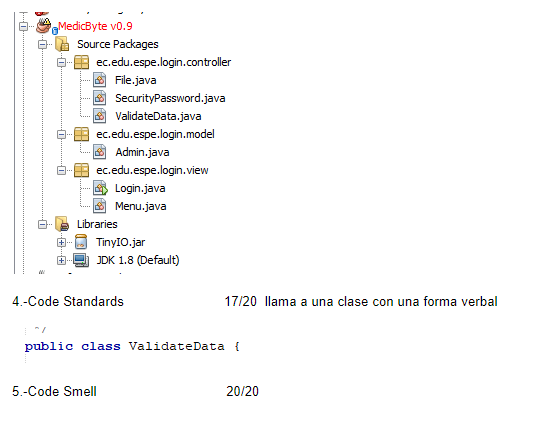 MedicByte v0.9
Source Packages
ec.edu.espe.login.controller
File.java
SecurityPassword.java
ValidateData.java
ec.edu.espe.login.model
Admin.java
ec.edu.espe.login.view
Login.java
Menu.java
Libraries
TinyIO.jar
JDK 1.8 (Default)
4.-Code Standards 17/20 llama a una clase con una forma verbal
*/
public class ValidateData {
5.-Code Smell 20/20